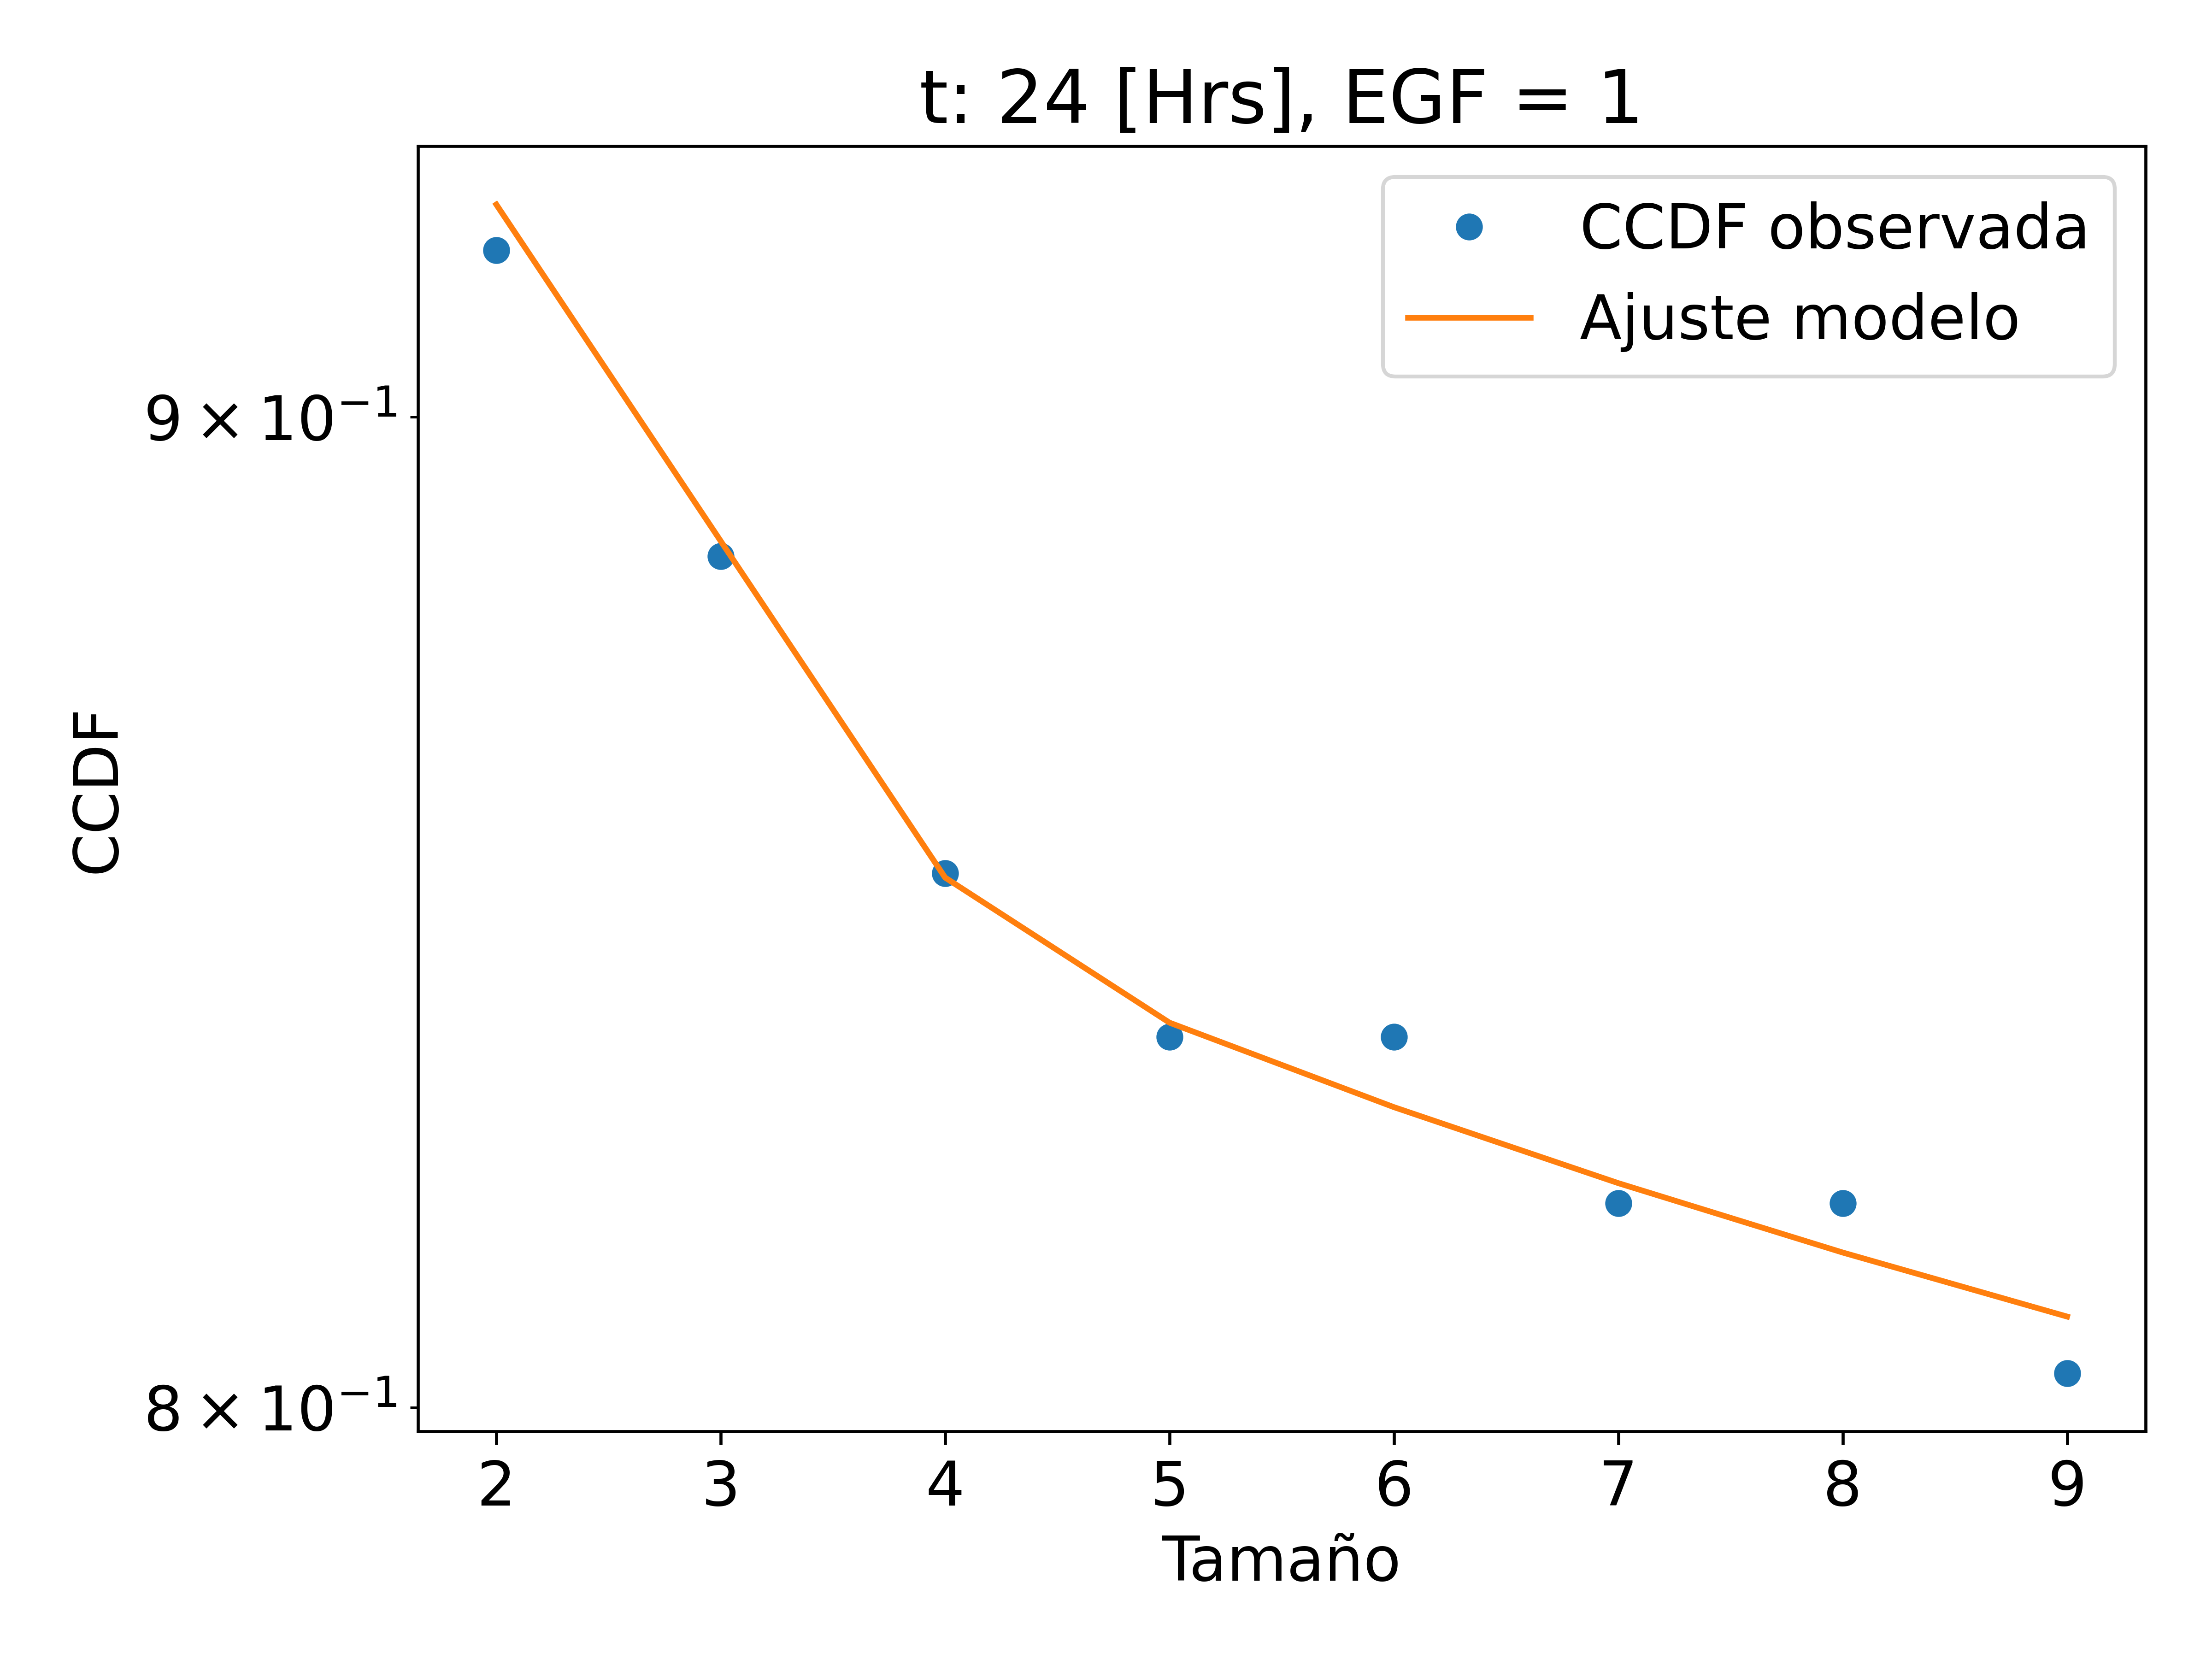 t: 24 [Hrs], EGF = 1
CCDF observada
Ajuste modelo
9 × 10⁻¹
CCDF
8 × 10⁻¹
2 3 4 5 6 7 8 9
Tamaño